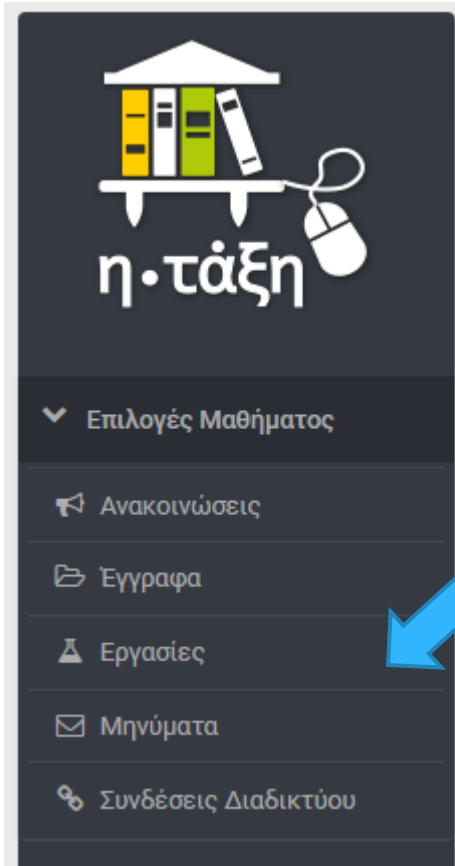 η•τάξη
Επιλογές Μαθήματος
Ανακοινώσεις
Έγγραφα
Εργασίες
Μηνύματα
Συνδέσεις Διαδικτύου